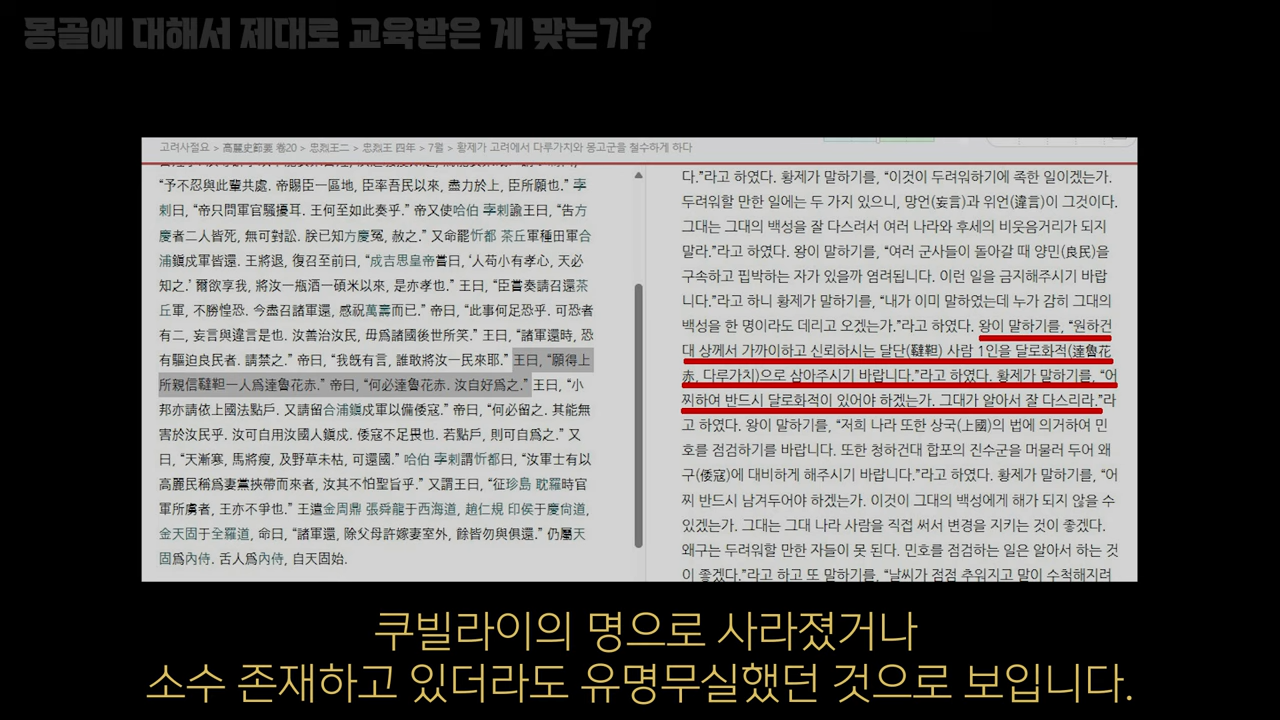 몽골에 대해서 제대로 교육받은 게 맞는가?
고려사절요 > 高麗史節要 卷20 > 忠烈王二 > 忠烈王 四年 > 7월 > 황제가 고려에서 다루가치와 몽고군을 철수하게 하다
“予不忍與此輩共處. 帝賜臣一區地, 臣率吾民以來, 盡力於上, 臣所願也.” 孛
剌曰, “帝只問軍官騷擾耳. 王何至如此奏乎.” 帝又使哈伯 孛剌諭王曰, “告方
慶者二人皆死, 無可對訟. 朕已知方慶冤, 赦之.” 又命罷忻都 茶丘軍種田軍合
浦鎭戍軍皆還. 王將退, 復召至前曰, “成吉思皇帝嘗曰, ‘人苟小有孝心, 天必
知之.’ 爾欲享我, 將汝一瓶酒一碩米以來, 是亦孝也.” 王曰, “臣嘗奏請召還茶
丘軍, 不勝惶恐. 今盡召諸軍還, 感祝萬壽而已.” 帝曰, “此事何足恐乎. 可恐者
有二, 妄言與違言是也. 汝善治汝民, 毋爲諸國後世所笑.” 王曰, “諸軍還時, 恐
有驅迫良民者. 請禁之.” 帝曰, “我旣有言, 誰敢將汝一民來耶.” 王曰, “願得上
所親信韃靼一人爲達魯花赤.” 帝曰, “何必達魯花赤. 汝自好爲之.” 王曰, “小
邦亦請依上國法點戶. 又請留合浦鎭戍軍以備倭寇.” 帝曰, “何必留之. 其能無
害於汝民乎. 汝可自用汝國人鎭戍. 倭寇不足畏也. 若點戶, 則可自爲之.” 又
曰, “天漸寒, 馬將瘦, 及野草未枯, 可還國.” 哈伯 孛剌謂忻都曰, “汝軍士有以
高麗民稱爲妻黨挾帶而來者, 汝其不怕聖旨乎.” 又謂王曰, “征珍島 耽羅時官
軍所虜者, 王亦不爭也.” 王遣金周鼎 張舜龍于西海道, 趙仁規 印侯于慶尙道,
金天固于全羅道, 命曰, “諸軍還, 除父母許嫁妻室外, 餘皆勿與俱還.” 仍屬天
固爲內侍. 舌人爲內侍, 自天固始.
다.”라고 하였다. 황제가 말하기를, “이것이 두려워하기에 족한 일이겠는가.
두려워할 만한 일에는 두 가지 있으니, 망언(妄言)과 위언(違言)이 그것이다.
그대는 그대의 백성을 잘 다스려서 여러 나라와 후세의 비웃음거리가 되지
말라.”라고 하였다. 왕이 말하기를, “여러 군사들이 돌아갈 때 양민(良民)을
구속하고 핍박하는 자가 있을까 염려됩니다. 이런 일을 금지해주시기 바랍
니다.”라고 하니 황제가 말하기를, “내가 이미 말하였는데 누가 감히 그대의
백성을 한 명이라도 데리고 오겠는가.”라고 하였다. 왕이 말하기를, “원하건
대 상께서 가까이하고 신뢰하시는 달단(韃靼) 사람 1인을 달로화적(達魯花
赤, 다루가치)으로 삼아주시기 바랍니다.”라고 하였다. 황제가 말하기를, “어
찌하여 반드시 달로화적이 있어야 하겠는가. 그대가 알아서 잘 다스리라.”라
고 하였다. 왕이 말하기를, “저희 나라 또한 상국(上國)의 법에 의거하여 민
호를 점검하기를 바랍니다. 또한 청하건대 합포의 진수군을 머물러 두어 왜
구(倭寇)에 대비하게 해주시기 바랍니다.”라고 하였다. 황제가 말하기를, “어
찌 반드시 남겨두어야 하겠는가. 이것이 그대의 백성에게 해가 되지 않을 수
있겠는가. 그대는 그대 나라 사람을 직접 써서 변경을 지키는 것이 좋겠다.
왜구는 두려워할 만한 자들이 못 된다. 민호를 점검하는 일은 알아서 하는 것
이 좋겠다.”라고 하고 또 말하기를, “날씨가 점점 추워지고 말이 수척해지려
쿠빌라이의 명으로 사라졌거나
소수 존재하고 있더라도 유명무실했던 것으로 보입니다.